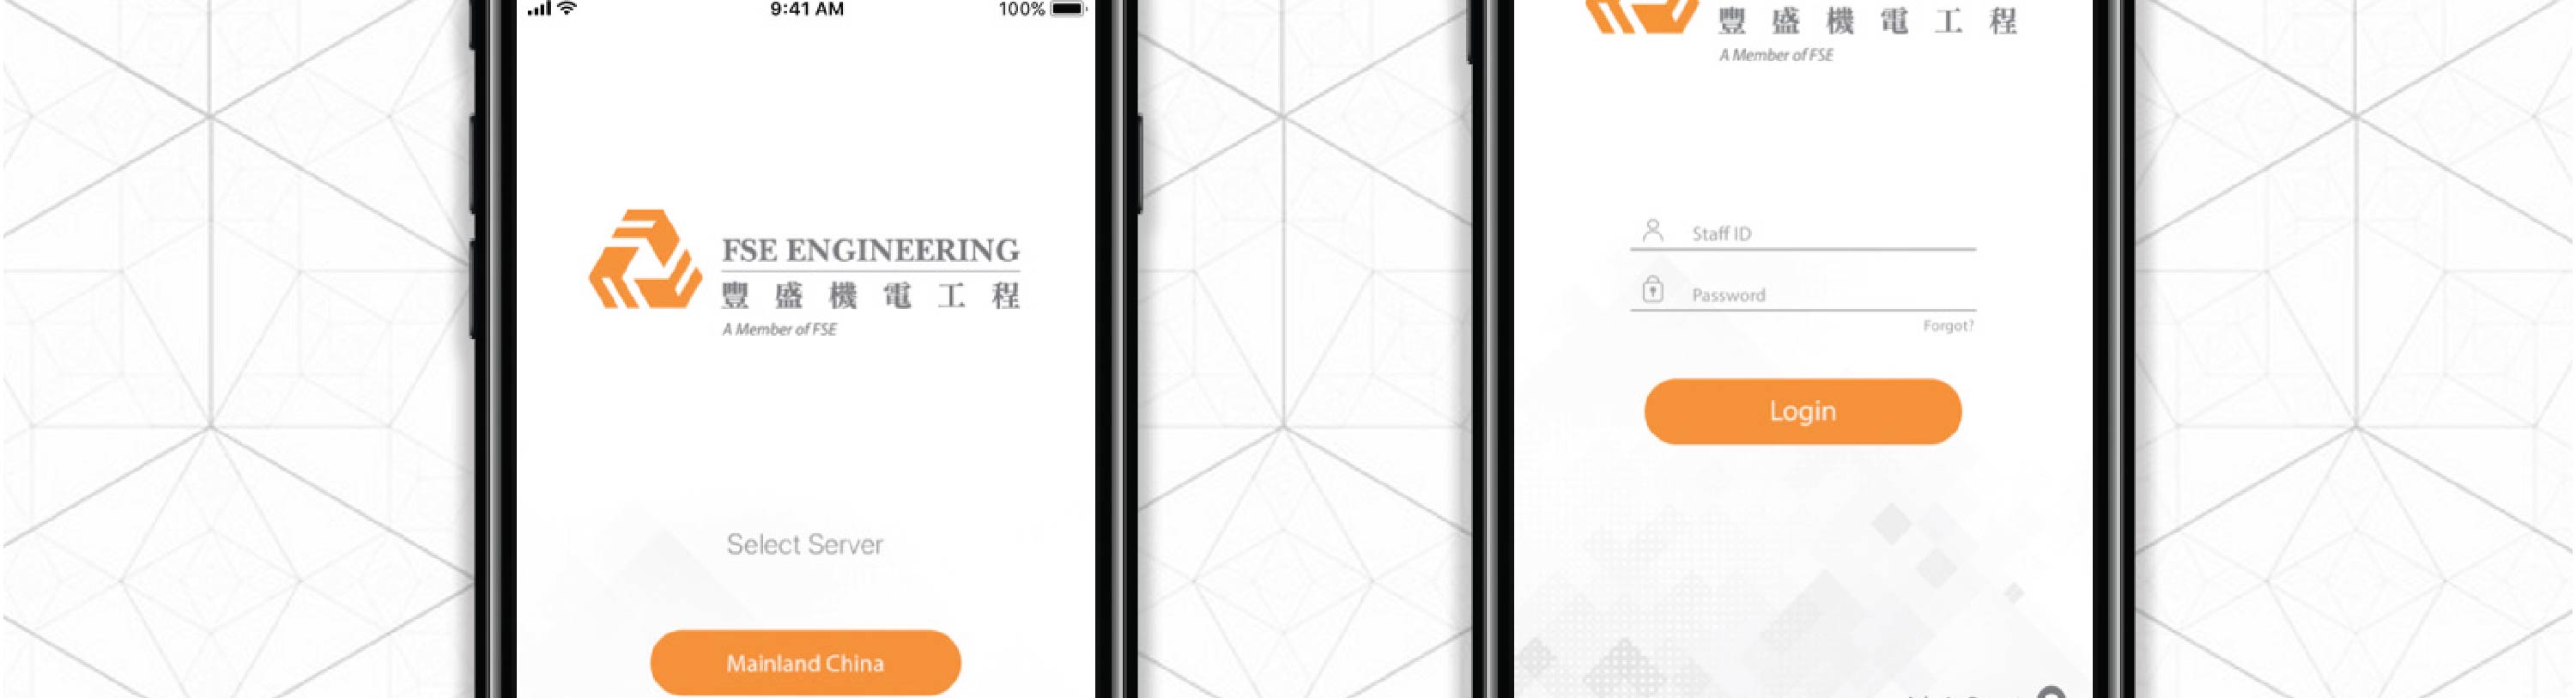 9:41 AM
100%
FSE ENGINEERING
豐盛機電工程
A Member of FSE
Select Server
Mainland China
豐盛機電工程
A Member of FSE
Staff ID
Password
Forgot?
Login